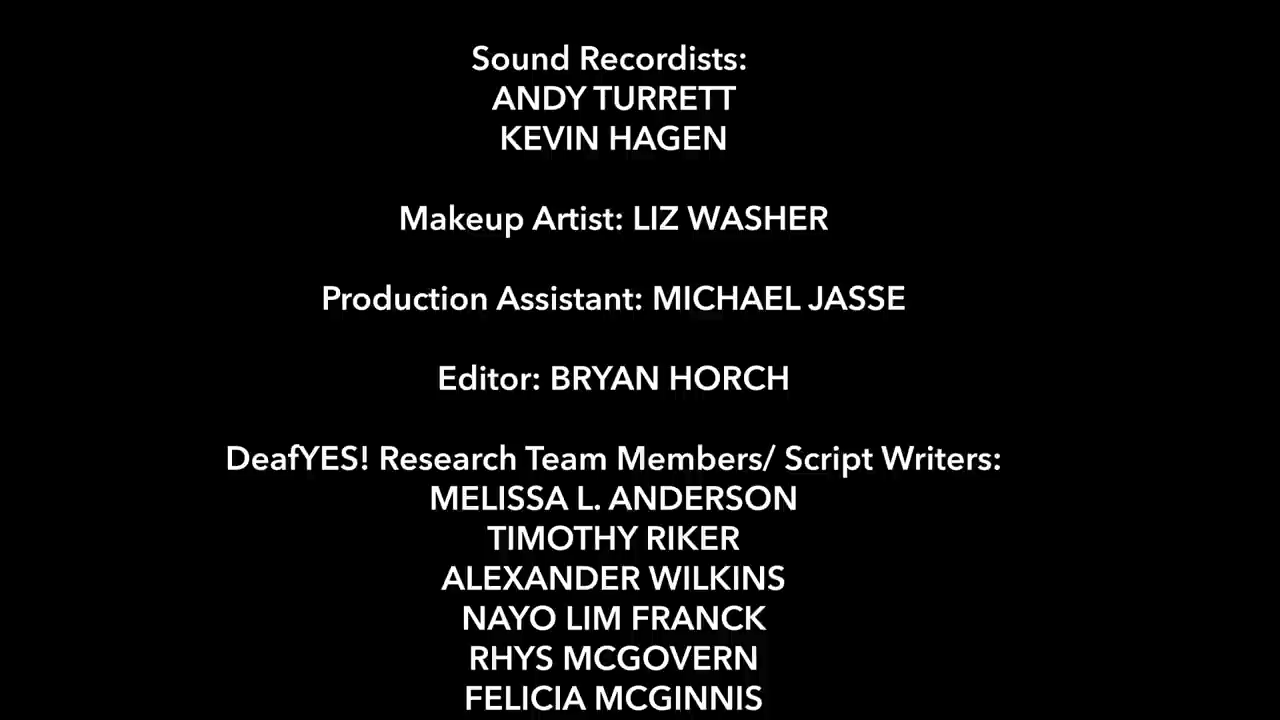 Sound Recordists:
ANDY TURRETT
KEVIN HAGEN
Makeup Artist: LIZ WASHER
Production Assistant: MICHAEL JASSE
Editor: BRYAN HORCH
DeafYES! Research Team Members/ Script Writers:
MELISSA L. ANDERSON
TIMOTHY RIKER
ALEXANDER WILKINS
NAYO LIM FRANCK
RHYS MCGOVERN
FELICIA MCGINNIS